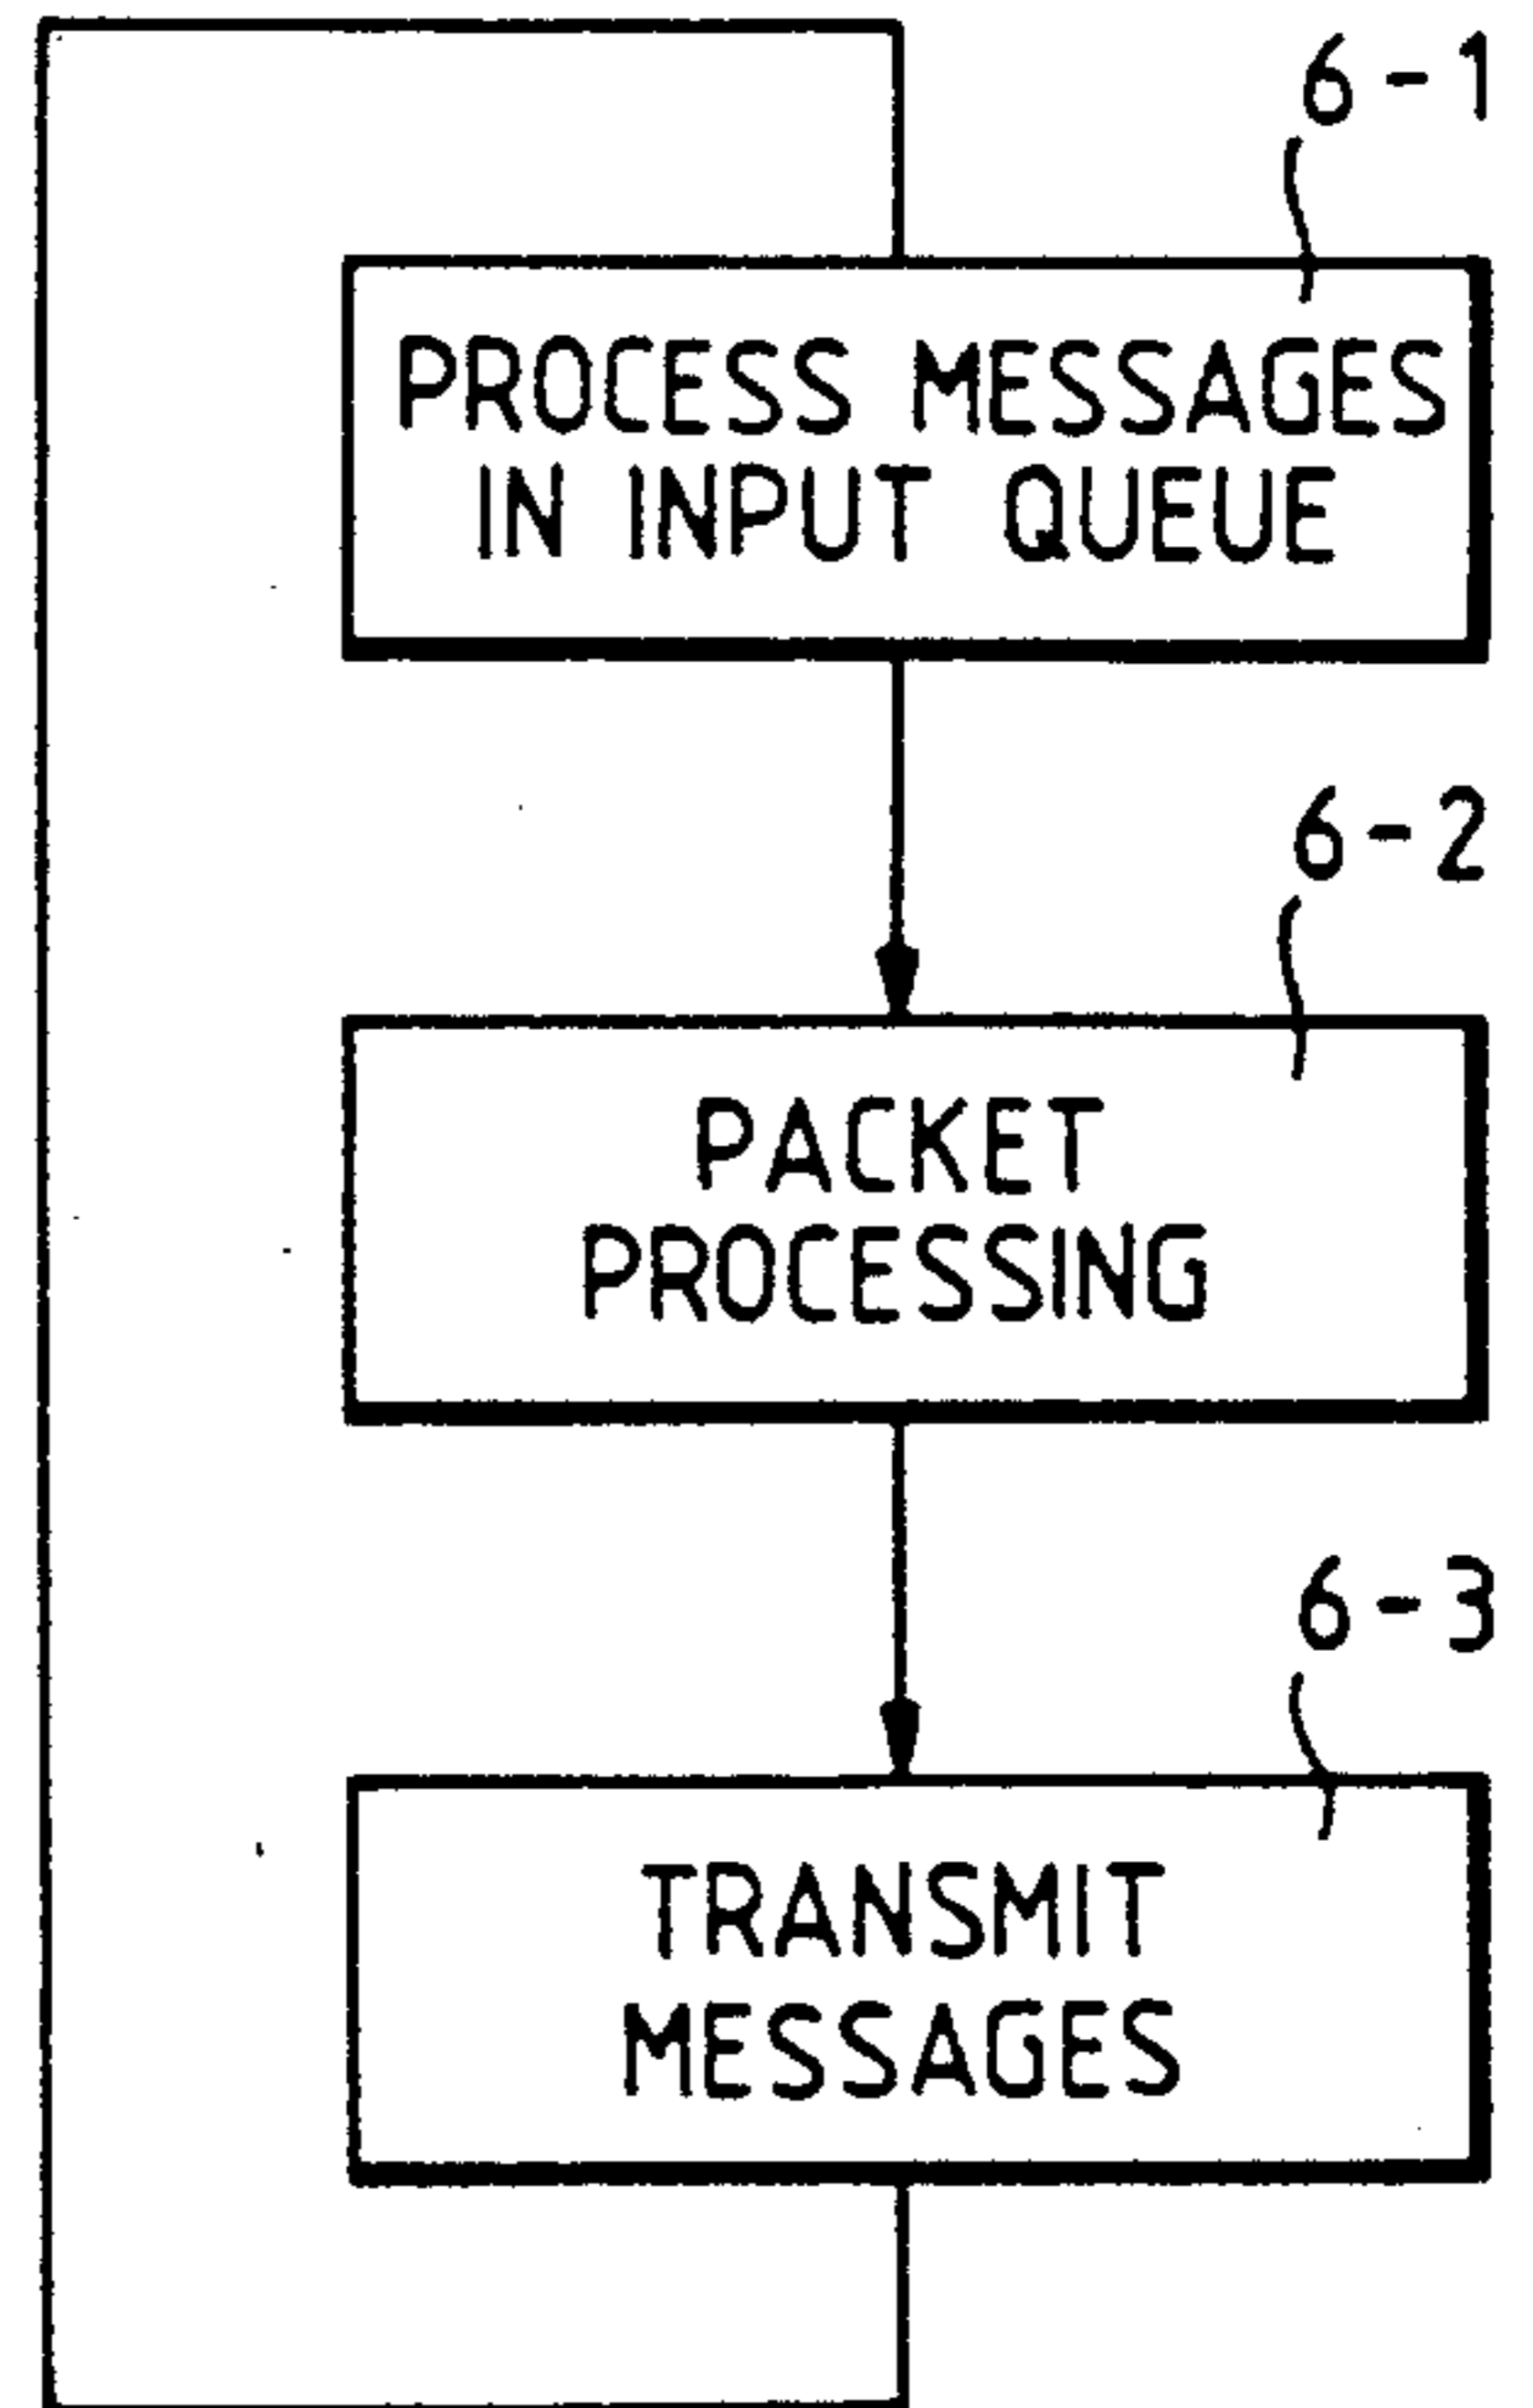 6-1
PROCESS MESSAGES
IN INPUT QUEUE
6-2
PACKET
PROCESSING
6-3
TRANSMIT
MESSAGES